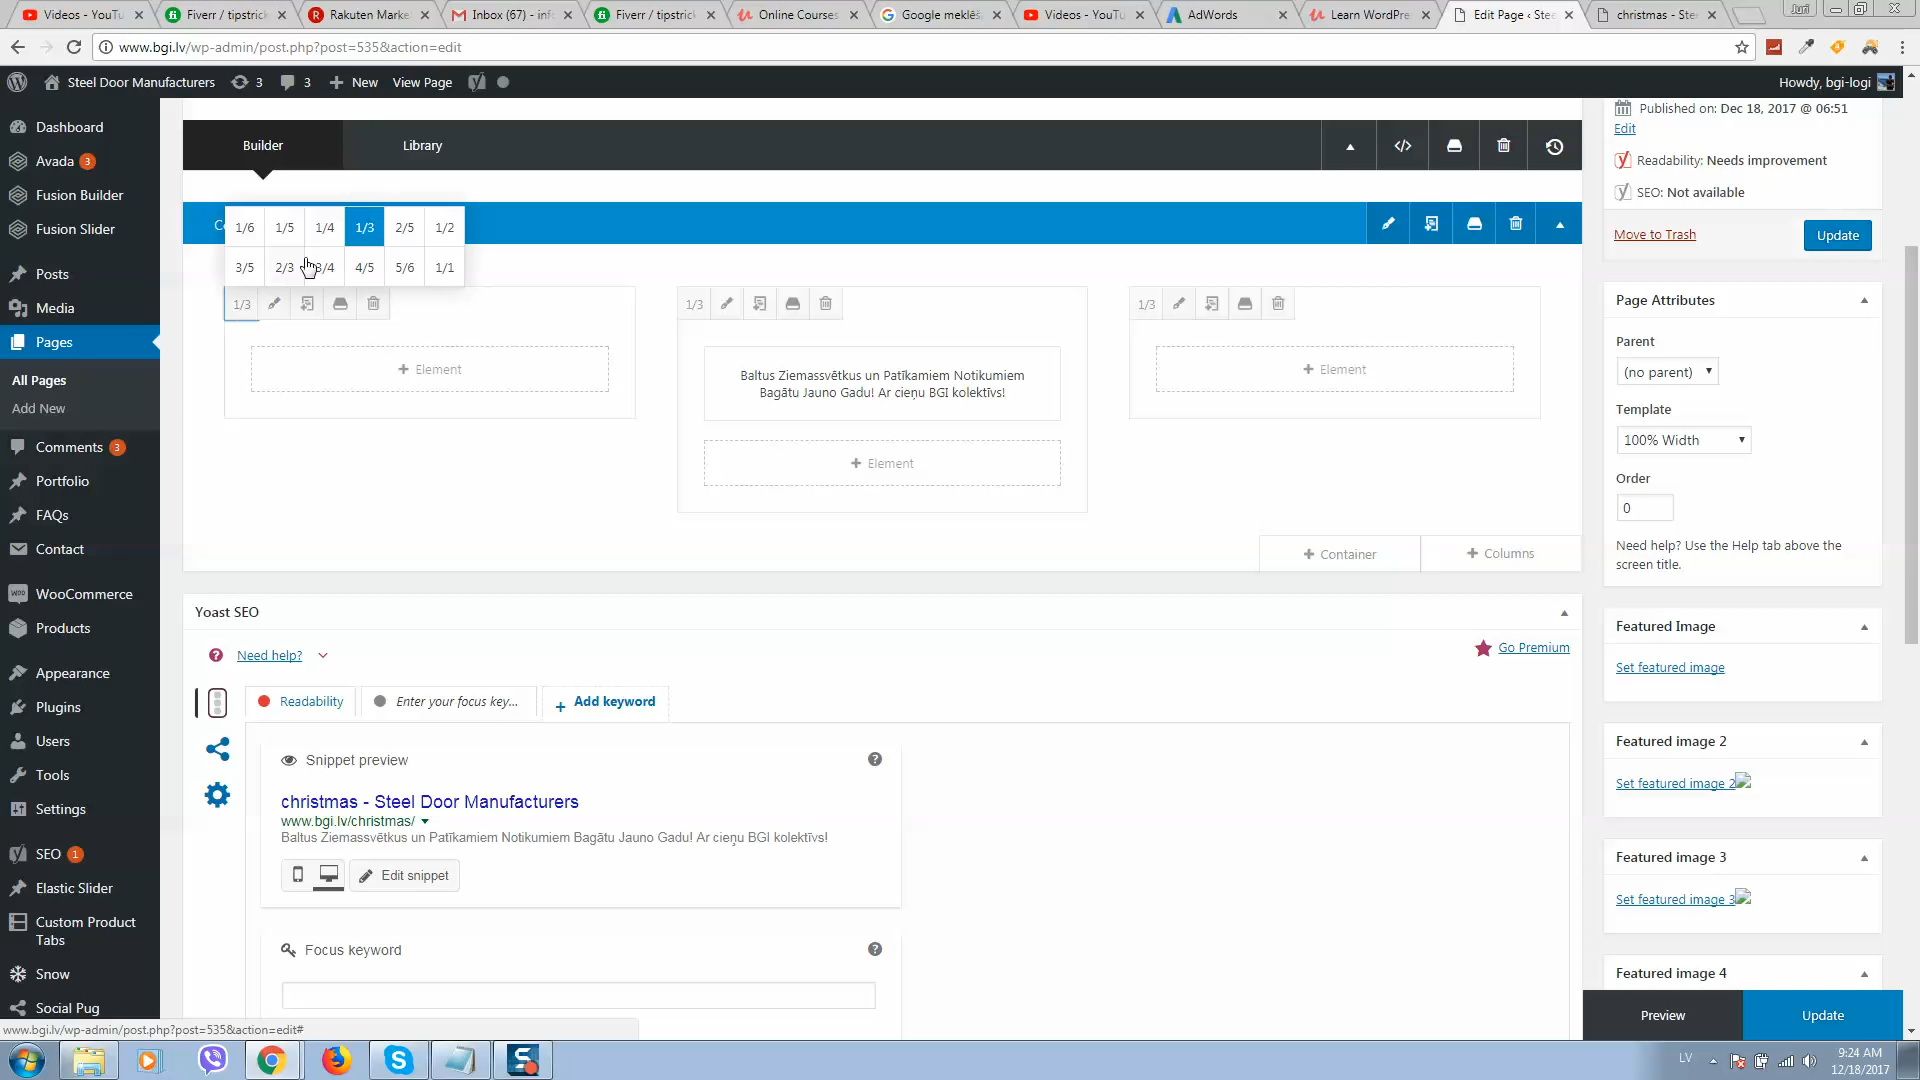 Videos - YouTu
Fiverr / tipstrick
Rakuten Marke
Inbox (67) - inf
Fiverr / tipstrick
Online Courses
Google meklēš
Videos - YouTu
AdWords
Learn WordPre
Edit Page ‹ Stee
christmas - Stee
Juri
www.bgi.lv/wp-admin/post.php?post=535&action=edit
Steel Door Manufacturers
3
3
New
View Page
Howdy, bgi-logi
Dashboard
Avada 3
Fusion Builder
Fusion Slider
Posts
Media
Pages
All Pages
Add New
Comments 3
Portfolio
FAQs
Contact
WooCommerce
Products
Appearance
Plugins
Users
Tools
Settings
SEO 1
Elastic Slider
Custom Product
Tabs
Snow
Social Pug
Builder
Library
1/6 1/5 1/4 1/3 2/5 1/2
3/5 2/3 3/4 4/5 5/6 1/1
1/3
+ Element
1/3
Baltus Ziemassvētkus un Patīkamiem Notikumiem
Bagātu Jauno Gadu! Ar cieņu BGI kolektīvs!
+ Element
1/3
+ Element
+ Container
+ Columns
Yoast SEO
Need help?
Go Premium
Readability
Enter your focus key...
+ Add keyword
Snippet preview
christmas - Steel Door Manufacturers
www.bgi.lv/christmas/
Baltus Ziemassvētkus un Patīkamiem Notikumiem Bagātu Jauno Gadu! Ar cieņu BGI kolektīvs!
Edit snippet
Focus keyword
Published on: Dec 18, 2017 @ 06:51
Edit
Readability: Needs improvement
SEO: Not available
Move to Trash
Update
Page Attributes
Parent
(no parent)
Template
100% Width
Order
0
Need help? Use the Help tab above the
screen title.
Featured Image
Set featured image
Featured image 2
Set featured image 2
Featured image 3
Set featured image 3
Featured image 4
Preview
Update
www.bgi.lv/wp-admin/post.php?post=535&action=edit#
LV
9:24 AM
12/18/2017